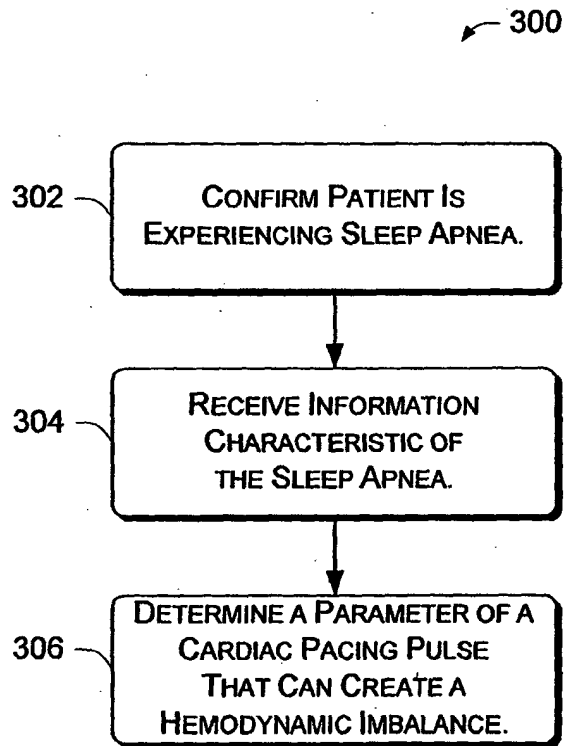 300
302
CONFIRM PATIENT IS
EXPERIENCING SLEEP APNEA.
304
RECEIVE INFORMATION
CHARACTERISTIC OF
THE SLEEP APNEA.
306
DETERMINE A PARAMETER OF A
CARDIAC PACING PULSE
THAT CAN CREATE A
HEMODYNAMIC IMBALANCE.